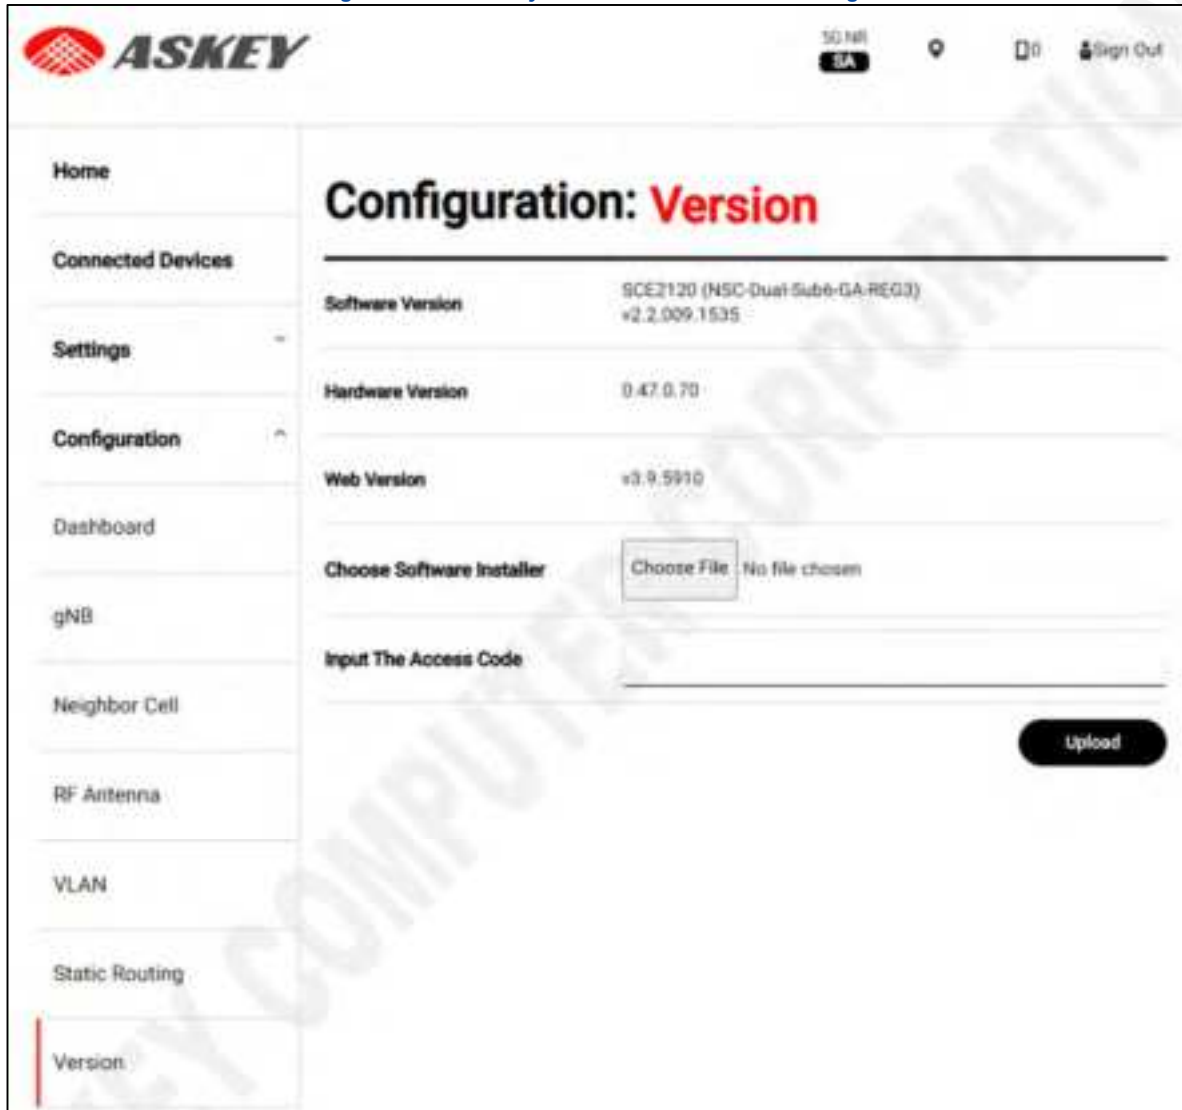 ASKEY
5G NR
SA
0
Sign Out
Home
Connected Devices
Settings
Configuration
Dashboard
gNB
Neighbor Cell
RF Antenna
VLAN
Static Routing
Version
Configuration: Version
Software Version
SCE2120 (NSC-Dual-Sub6-GA-REG3)
v2.2.009.1535
Hardware Version
0.47.0.70
Web Version
v3.9.5910
Choose Software Installer
Choose File No file chosen
Input The Access Code
Upload
EY COMPUTER CORPORATIO